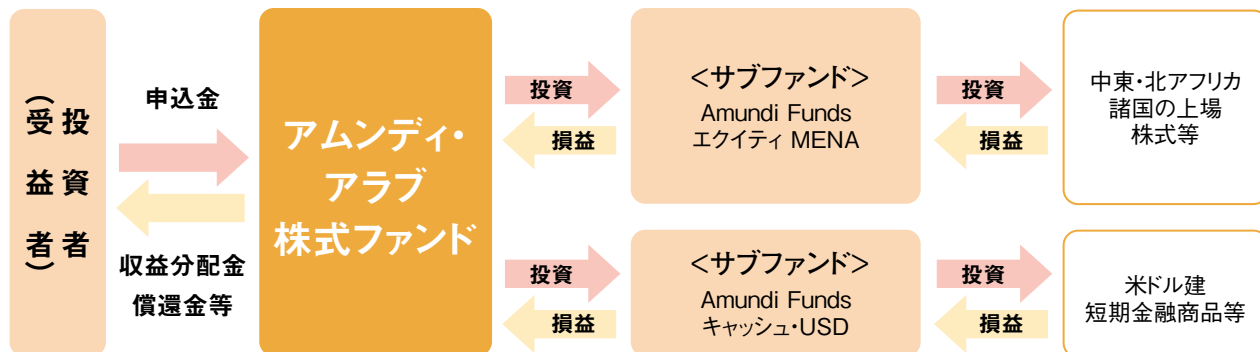 投資者
(受益者)
申込金
収益分配金
償還金等
アムンディ・
アラブ
株式ファンド
投資
損益
<サブファンド>
Amundi Funds
エクイティ MENA
投資
損益
中東・北アフリカ
諸国の上場
株式等
投資
損益
<サブファンド>
Amundi Funds
キャッシュ・USD
投資
損益
米ドル建
短期金融商品等